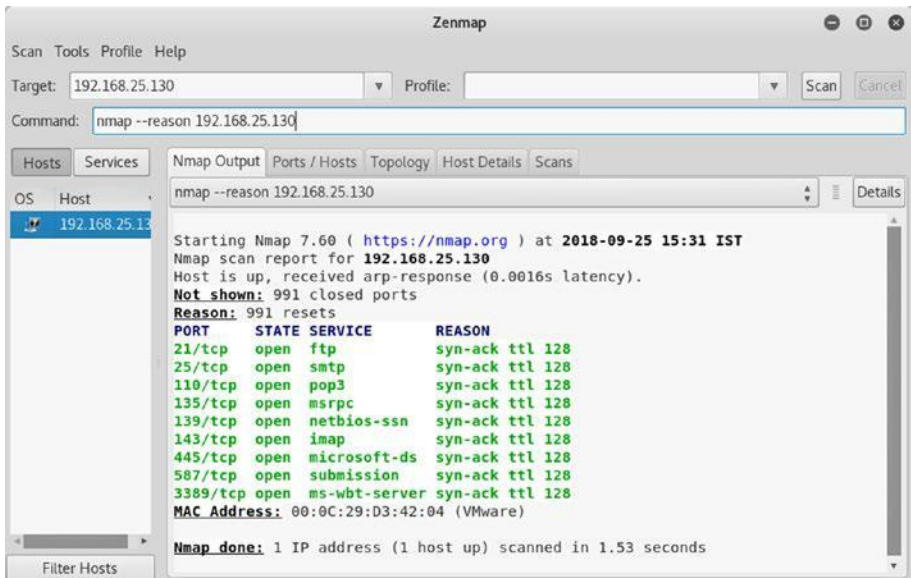 Zenmap
Scan Tools Profile Help
Target: 192.168.25.130 Profile: Scan Cancel
Command: nmap --reason 192.168.25.130
Hosts Services Nmap Output Ports / Hosts Topology Host Details Scans
OS Host nmap --reason 192.168.25.130 Details
192.168.25.13
Starting Nmap 7.60 ( https://nmap.org ) at 2018-09-25 15:31 IST
Nmap scan report for 192.168.25.130
Host is up, received arp-response (0.0016s latency).
Not shown: 991 closed ports
Reason: 991 resets
PORT STATE SERVICE REASON
21/tcp open ftp syn-ack ttl 128
25/tcp open smtp syn-ack ttl 128
110/tcp open pop3 syn-ack ttl 128
135/tcp open msrpc syn-ack ttl 128
139/tcp open netbios-ssn syn-ack ttl 128
143/tcp open imap syn-ack ttl 128
445/tcp open microsoft-ds syn-ack ttl 128
587/tcp open submission syn-ack ttl 128
3389/tcp open ms-wbt-server syn-ack ttl 128
MAC Address: 00:0C:29:D3:42:04 (VMware)
Nmap done: 1 IP address (1 host up) scanned in 1.53 seconds
Filter Hosts